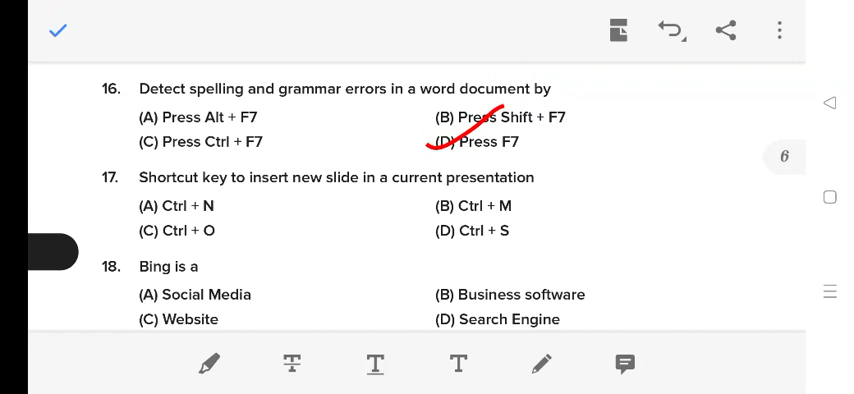 16. Detect spelling and grammar errors in a word document by
(A) Press Alt + F7 (B) Press Shift + F7
(C) Press Ctrl + F7 (D) Press F7
6
17. Shortcut key to insert new slide in a current presentation
(A) Ctrl + N (B) Ctrl + M
(C) Ctrl + O (D) Ctrl + S
18. Bing is a
(A) Social Media (B) Business software
(C) Website (D) Search Engine